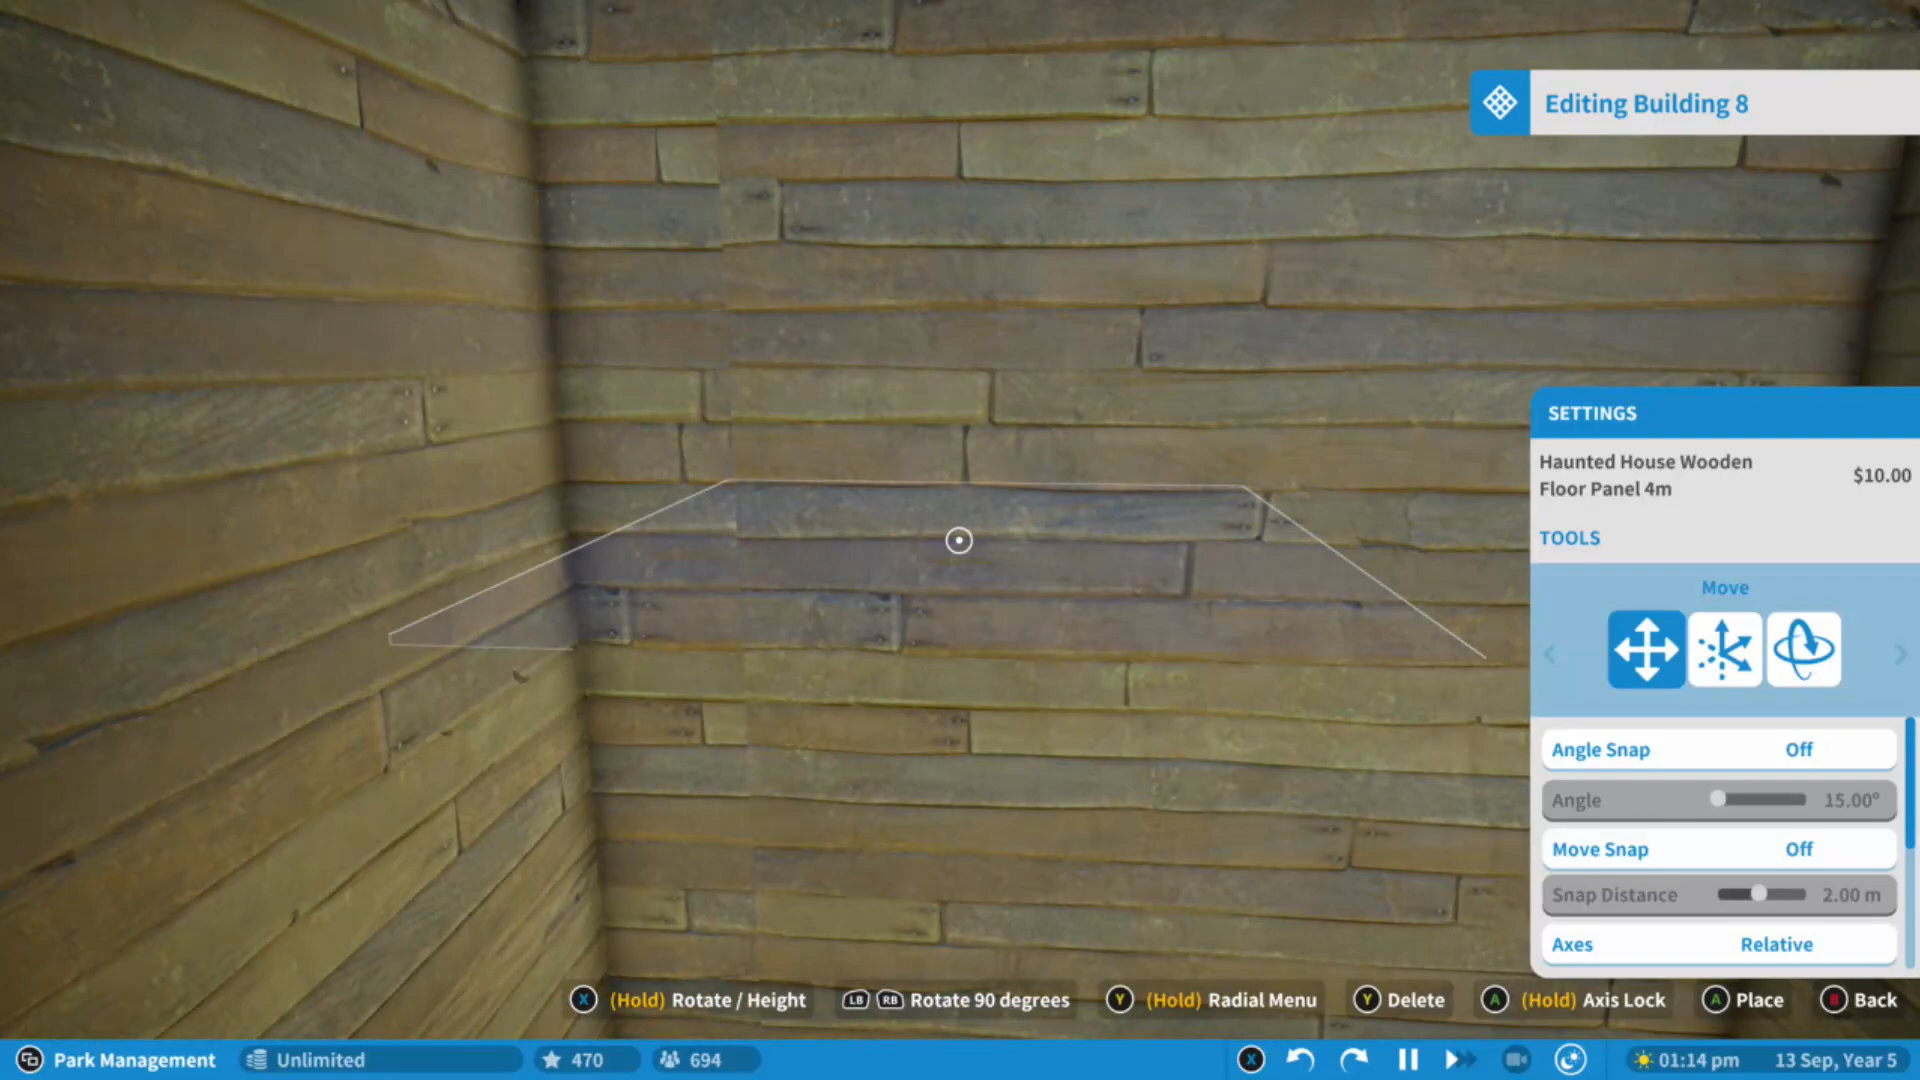 Editing Building 8
SETTINGS
Haunted House Wooden
Floor Panel 4m
$10.00
TOOLS
Move
Angle Snap Off
Angle 15.00°
Move Snap Off
Snap Distance 2.00 m
Axes Relative
X (Hold) Rotate / Height LB RB Rotate 90 degrees Y (Hold) Radial Menu Y Delete A (Hold) Axis Lock A Place B Back
Park Management Unlimited 470 694 X 01:14 pm 13 Sep, Year 5